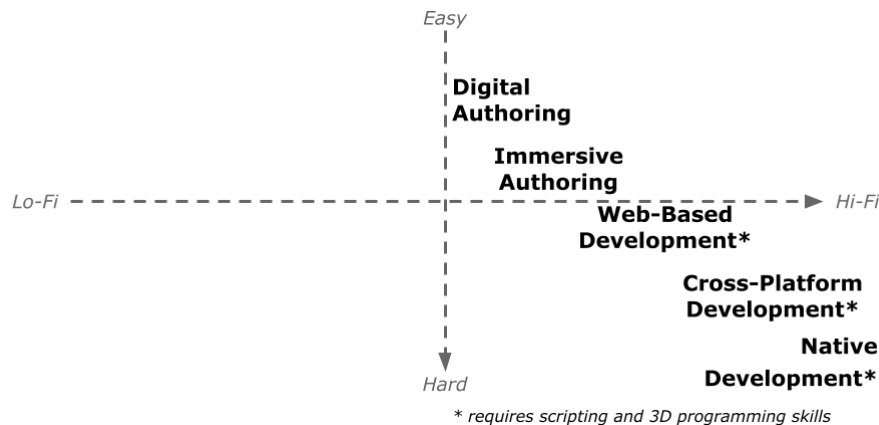 Easy
Digital
Authoring
Immersive
Authoring
Lo-Fi
Hi-Fi
Web-Based
Development*
Cross-Platform
Development*
Native
Development*
Hard
* requires scripting and 3D programming skills